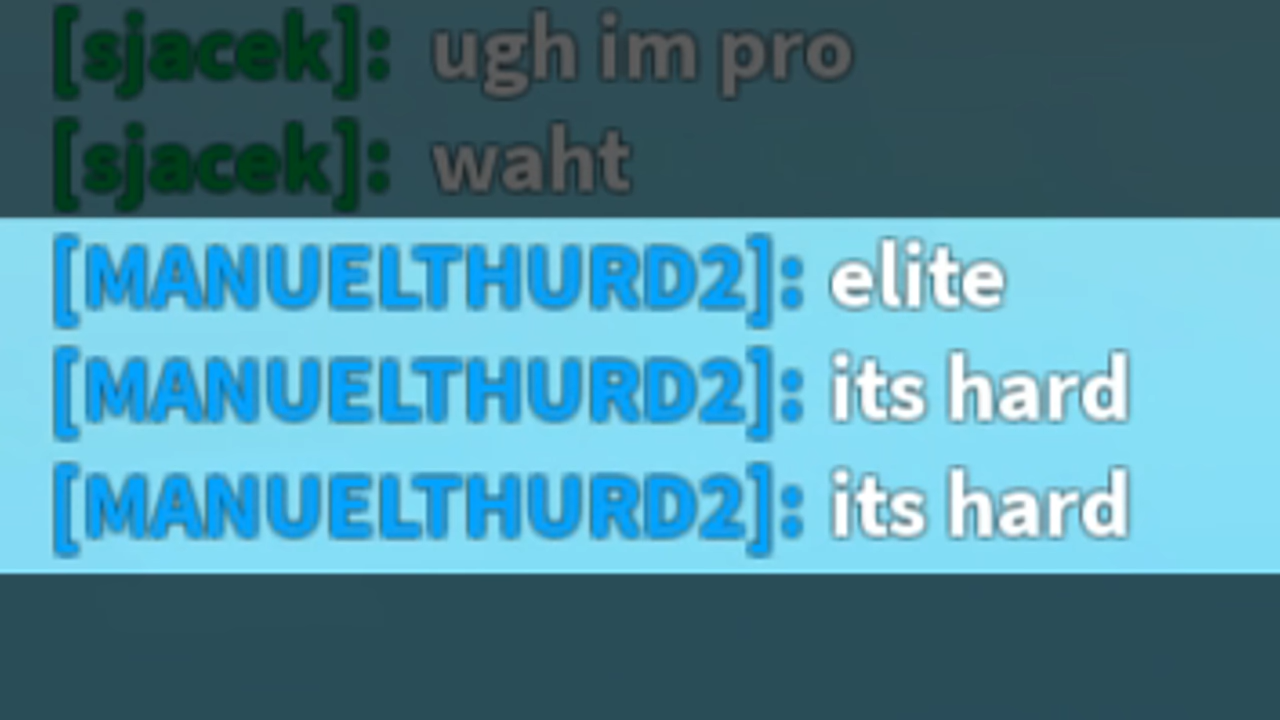 [sjacek]: ugh im pro
[sjacek]: waht
[MANUELTHURD2]: elite
[MANUELTHURD2]: its hard
[MANUELTHURD2]: its hard